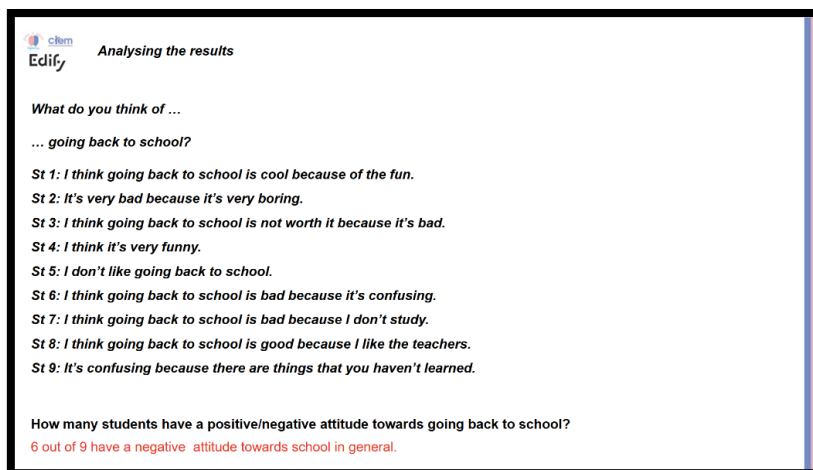 ciem
Edify
Analysing the results
What do you think of …
… going back to school?
St 1: I think going back to school is cool because of the fun.
St 2: It's very bad because it's very boring.
St 3: I think going back to school is not worth it because it's bad.
St 4: I think it's very funny.
St 5: I don't like going back to school.
St 6: I think going back to school is bad because it's confusing.
St 7: I think going back to school is bad because I don't study.
St 8: I think going back to school is good because I like the teachers.
St 9: It's confusing because there are things that you haven't learned.
How many students have a positive/negative attitude towards going back to school?
6 out of 9 have a negative  attitude towards school in general.